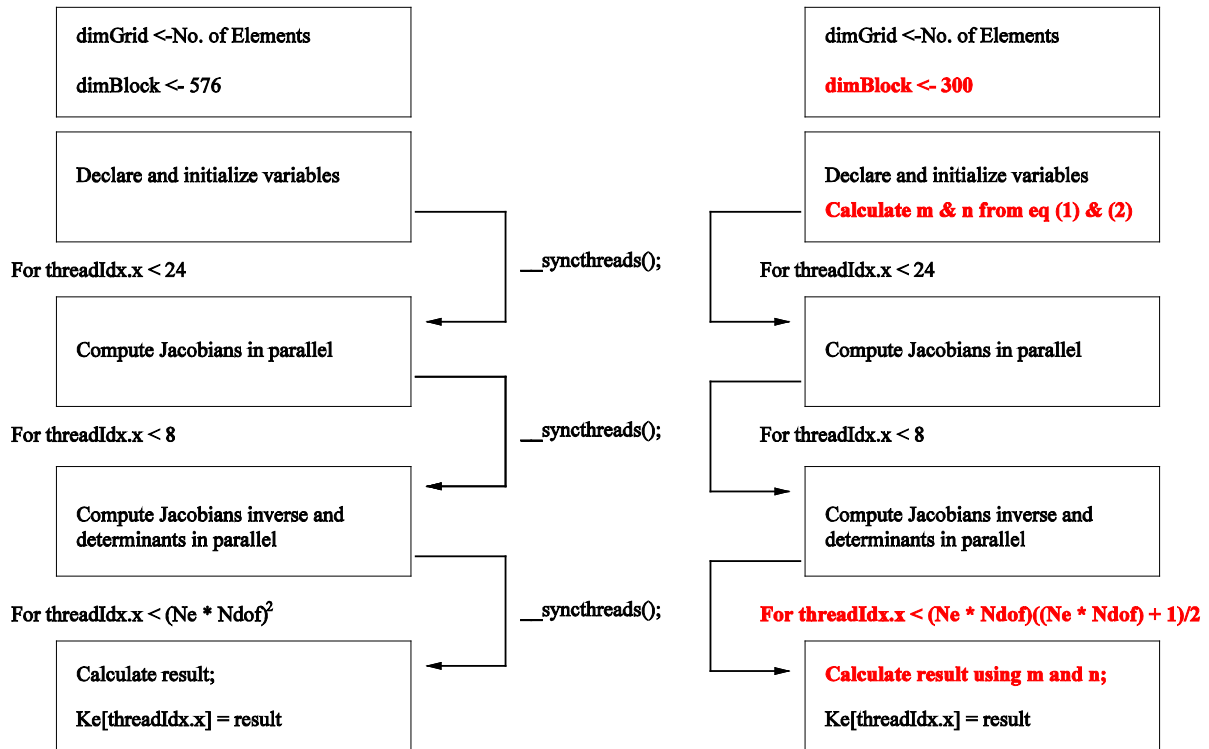 dimGrid <-No. of Elements
dimBlock <- 576
Declare and initialize variables
For threadIdx.x < 24
Compute Jacobians in parallel
For threadIdx.x < 8
Compute Jacobians inverse and
determinants in parallel
For threadIdx.x < (Ne * Ndof)²
Calculate result;
Ke[threadIdx.x] = result
__syncthreads();
__syncthreads();
__syncthreads();
dimGrid <-No. of Elements
dimBlock <- 300
Declare and initialize variables
Calculate m & n from eq (1) & (2)
For threadIdx.x < 24
Compute Jacobians in parallel
For threadIdx.x < 8
Compute Jacobians inverse and
determinants in parallel
For threadIdx.x < (Ne * Ndof)((Ne * Ndof) + 1)/2
Calculate result using m and n;
Ke[threadIdx.x] = result